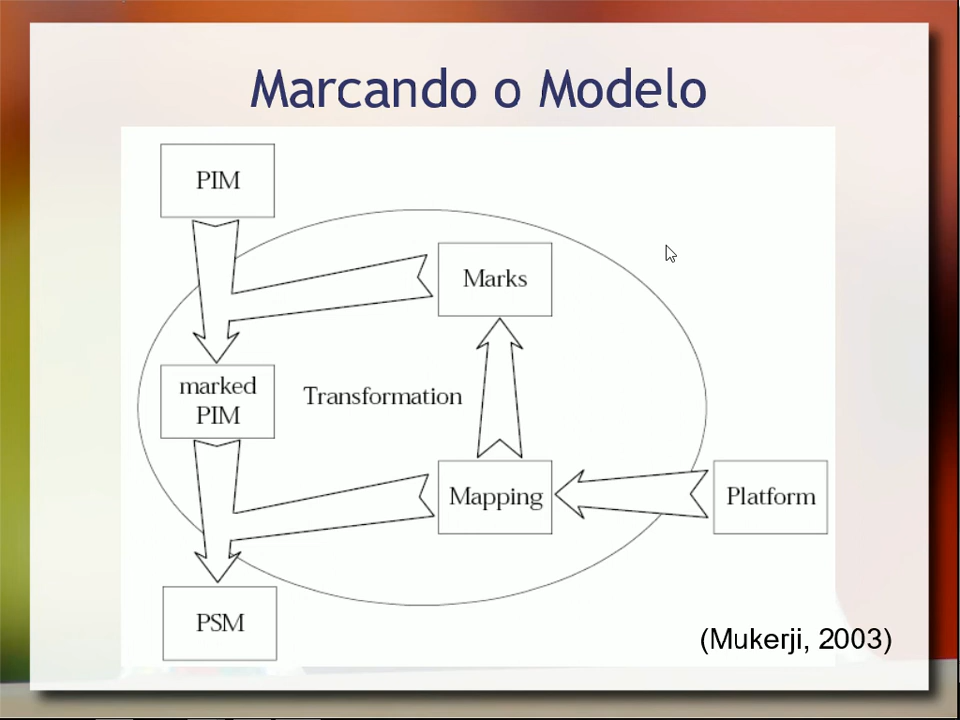 Marcando o Modelo
PIM
Marks
marked
PIM
Transformation
Mapping
Platform
PSM
(Mukerji, 2003)